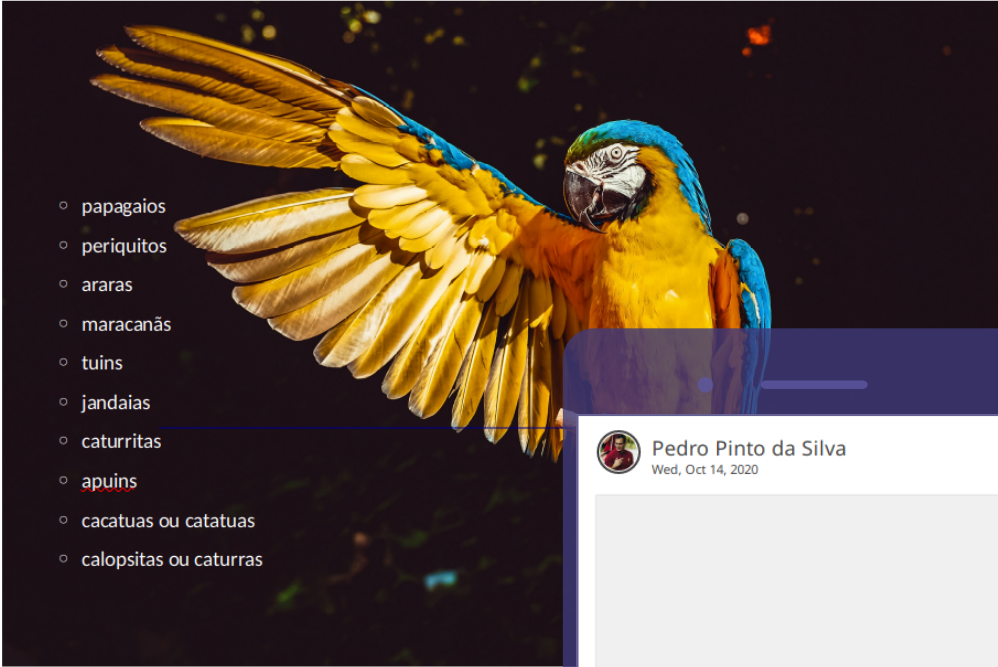 papagaios
periquitos
araras
maracanãs
tuins
jandaias
caturritas
apuins
cacatuas ou catatuas
calopsitas ou caturras
Pedro Pinto da Silva
Wed, Oct 14, 2020